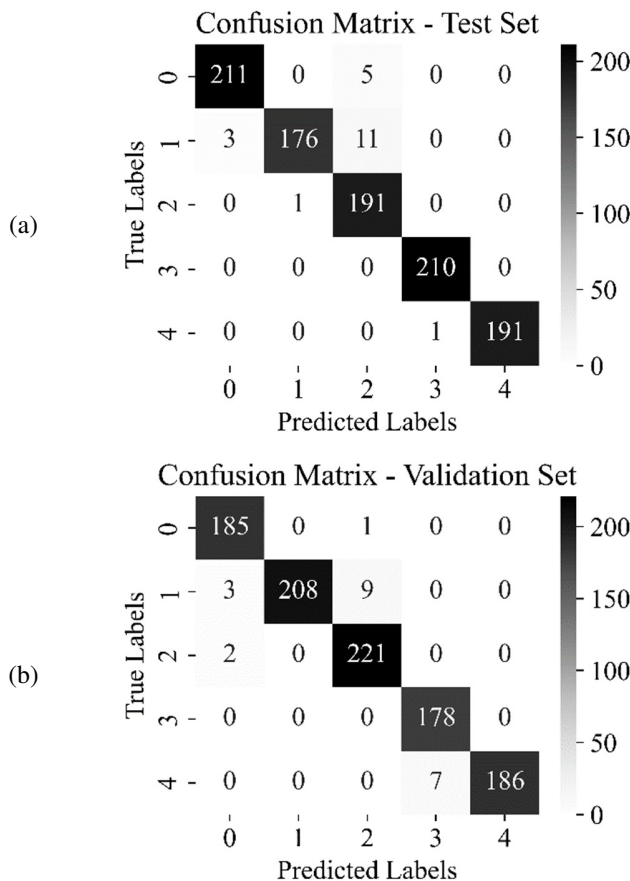 (a)
Confusion Matrix - Test Set
True Labels
0 211 0 5 0 0
1 3 176 11 0 0
2 0 1 191 0 0
3 0 0 0 210 0
4 0 0 0 1 191
0 1 2 3 4
Predicted Labels
200
150
100
50
0
(b)
Confusion Matrix - Validation Set
True Labels
0 185 0 1 0 0
1 3 208 9 0 0
2 2 0 221 0 0
3 0 0 0 178 0
4 0 0 0 7 186
0 1 2 3 4
Predicted Labels
200
150
100
50
0